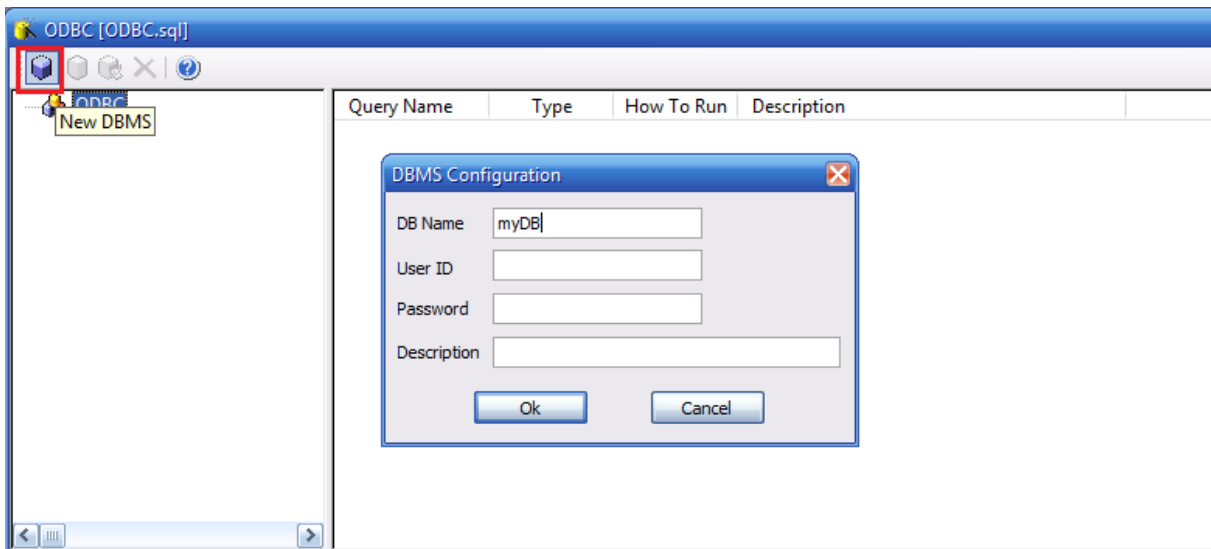 ODBC [ODBC.sql]
ODBC
New DBMS
Query Name Type How To Run Description
DBMS Configuration
DB Name myDB
User ID
Password
Description
Ok Cancel